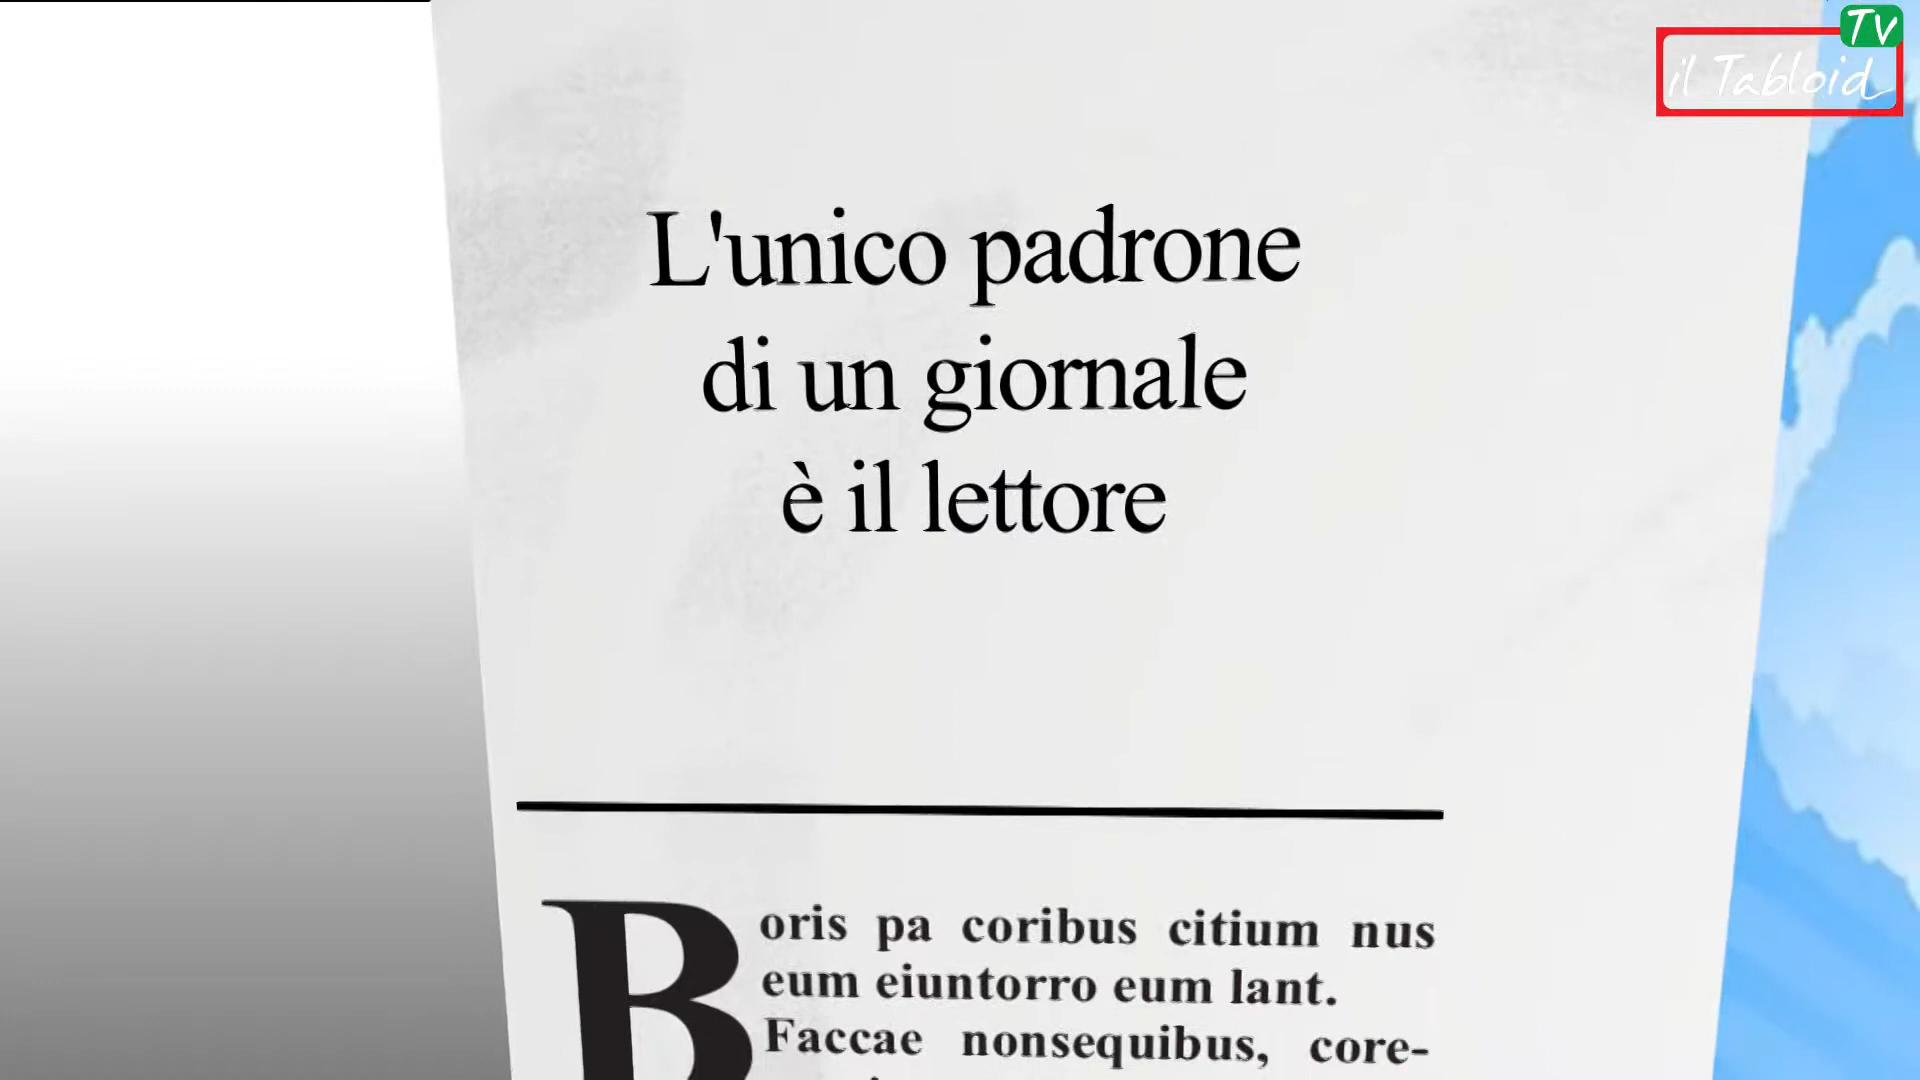 TV
il Tabloid
L'unico padrone
di un giornale
è il lettore
Boris pa coribus citium nus
eum eiuntorro eum lant.
Faccae nonsequibus, core-